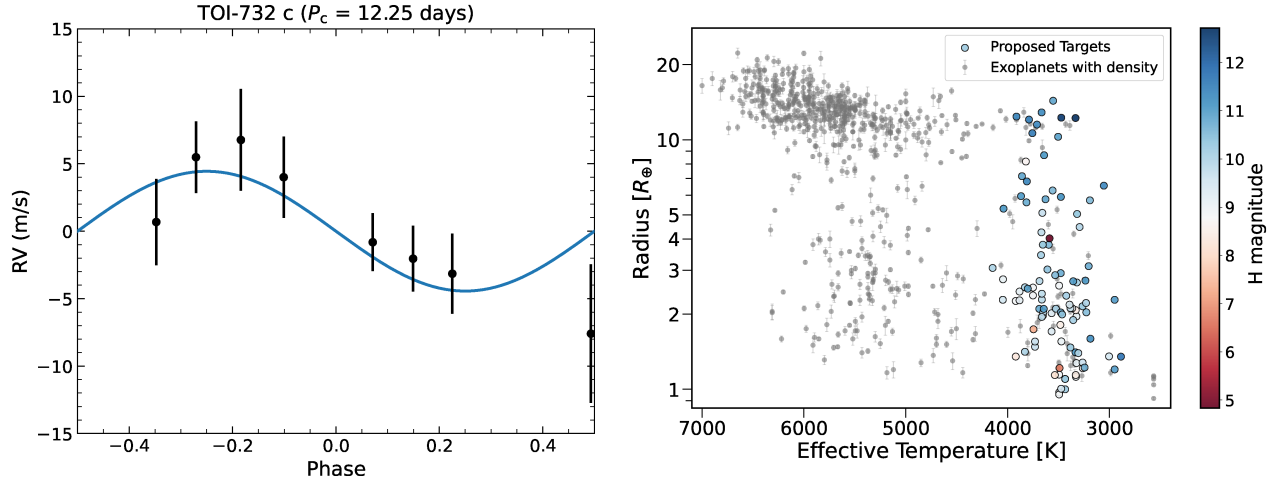 TOI-732 c (Pc = 12.25 days)
15
10
5
0
−5
−10
−15
RV (m/s)
−0.4 −0.2 0.0 0.2 0.4
Phase
Proposed Targets
Exoplanets with density
20
10
5
4
3
2
1
Radius [R⊕]
7000 6000 5000 4000 3000
Effective Temperature [K]
12
11
10
9
8
7
6
5
H magnitude